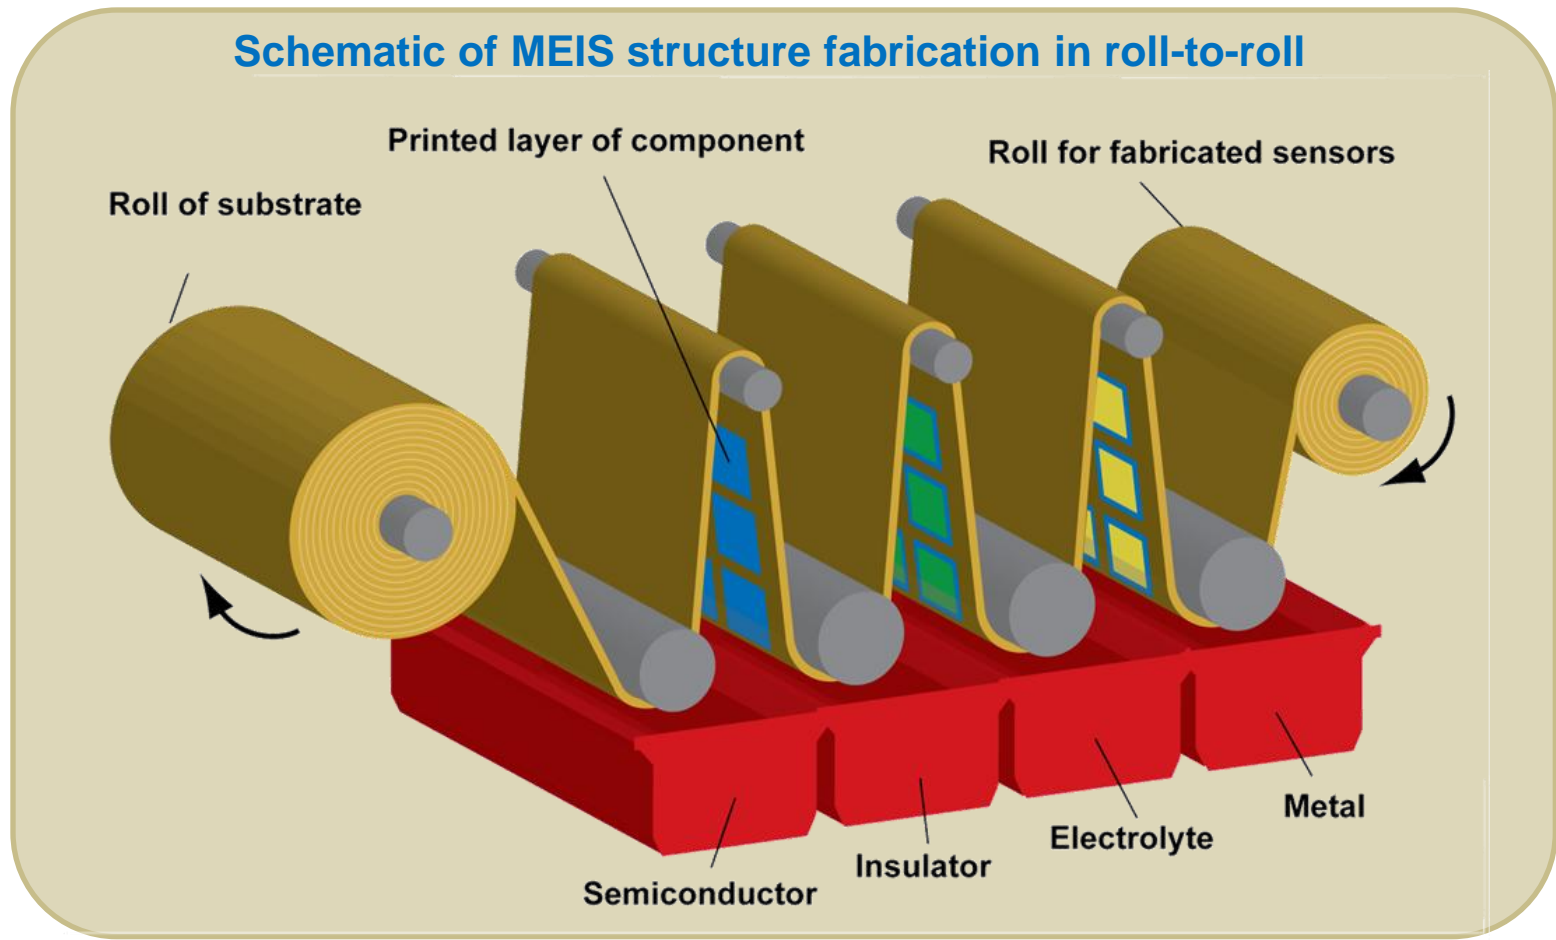 Schematic of MEIS structure fabrication in roll-to-roll
Printed layer of component
Roll for fabricated sensors
Roll of substrate
Metal
Electrolyte
Insulator
Semiconductor